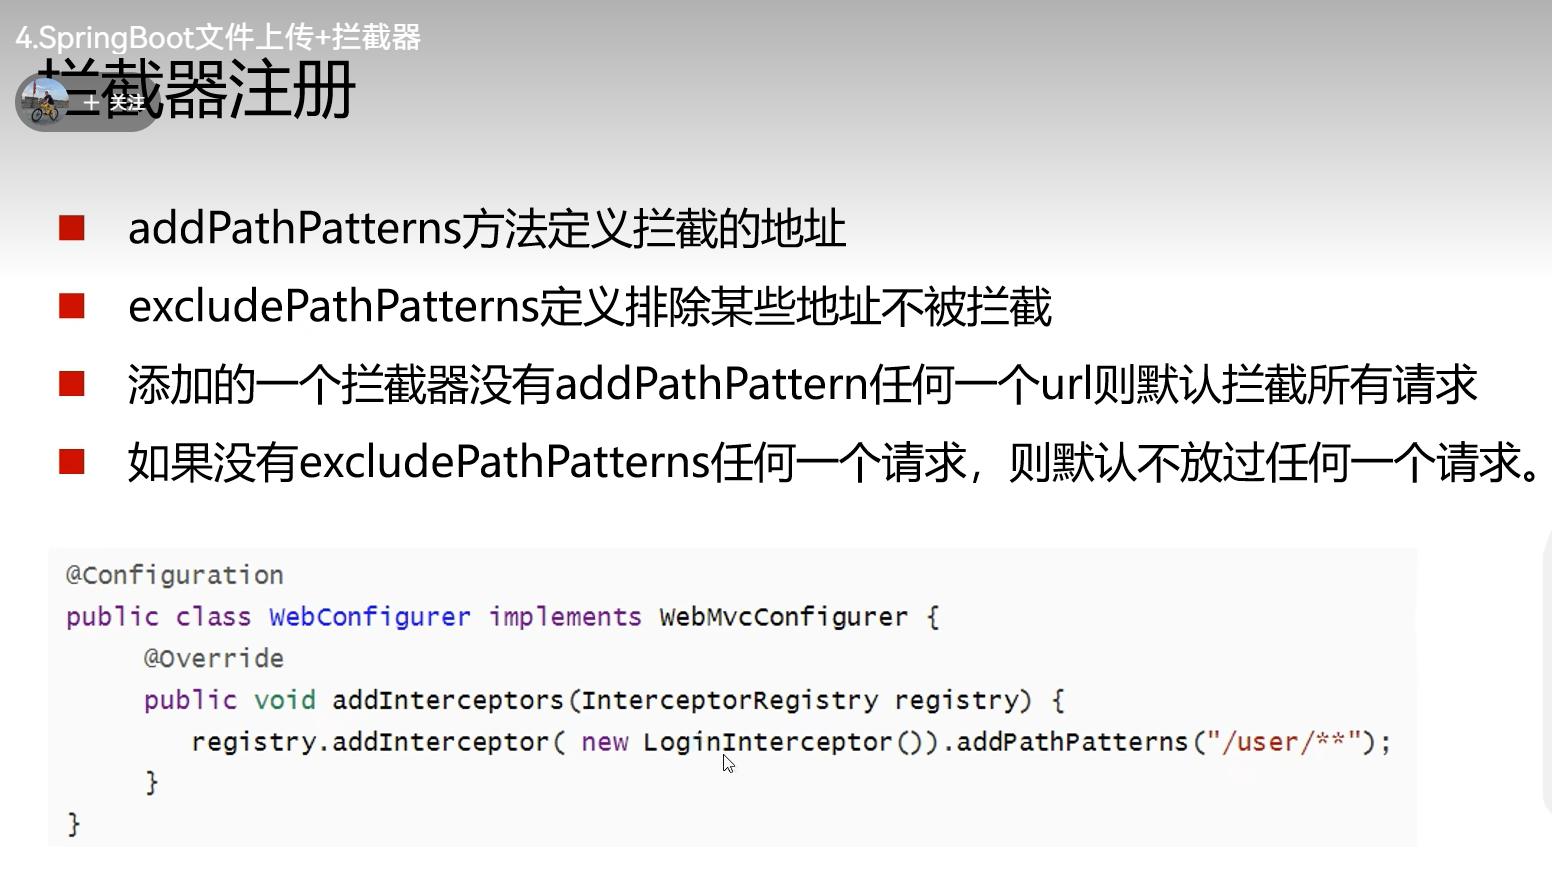 4.SpringBoot文件上传+拦截器
拦截器注册
+ 关注
addPathPatterns方法定义拦截的地址
excludePathPatterns定义排除某些地址不被拦截
添加的一个拦截器没有addPathPattern任何一个url则默认拦截所有请求
如果没有excludePathPatterns任何一个请求，则默认不放过任何一个请求。
@Configuration
public class WebConfigurer implements WebMvcConfigurer {
@Override
public void addInterceptors(InterceptorRegistry registry) {
registry.addInterceptor( new LoginInterceptor()).addPathPatterns("/user/**");
}
}